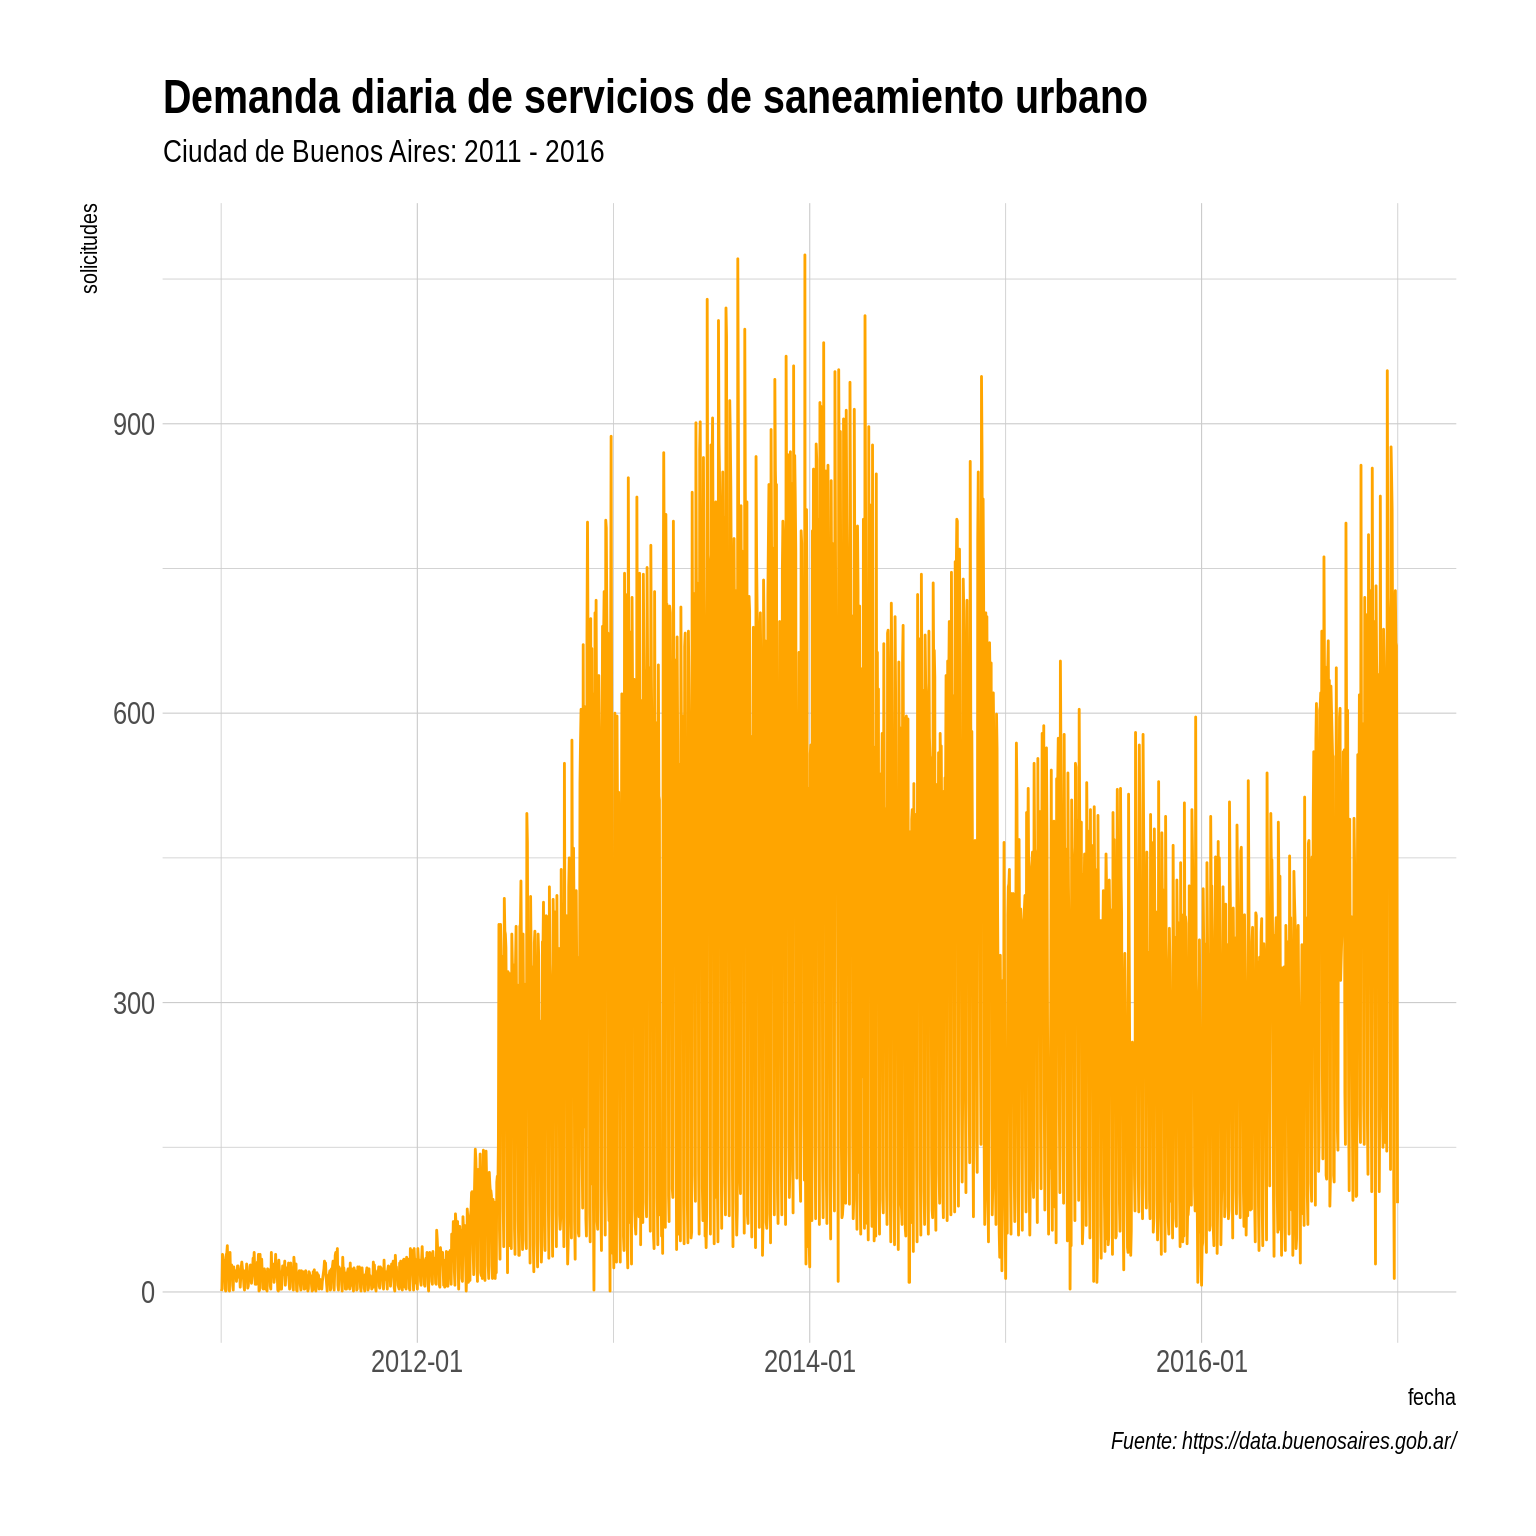 Demanda diaria de servicios de saneamiento urbano
Ciudad de Buenos Aires: 2011 - 2016
solicitudes
900
600
300
0
2012-01
2014-01
2016-01
fecha
Fuente: https://data.buenosaires.gob.ar/